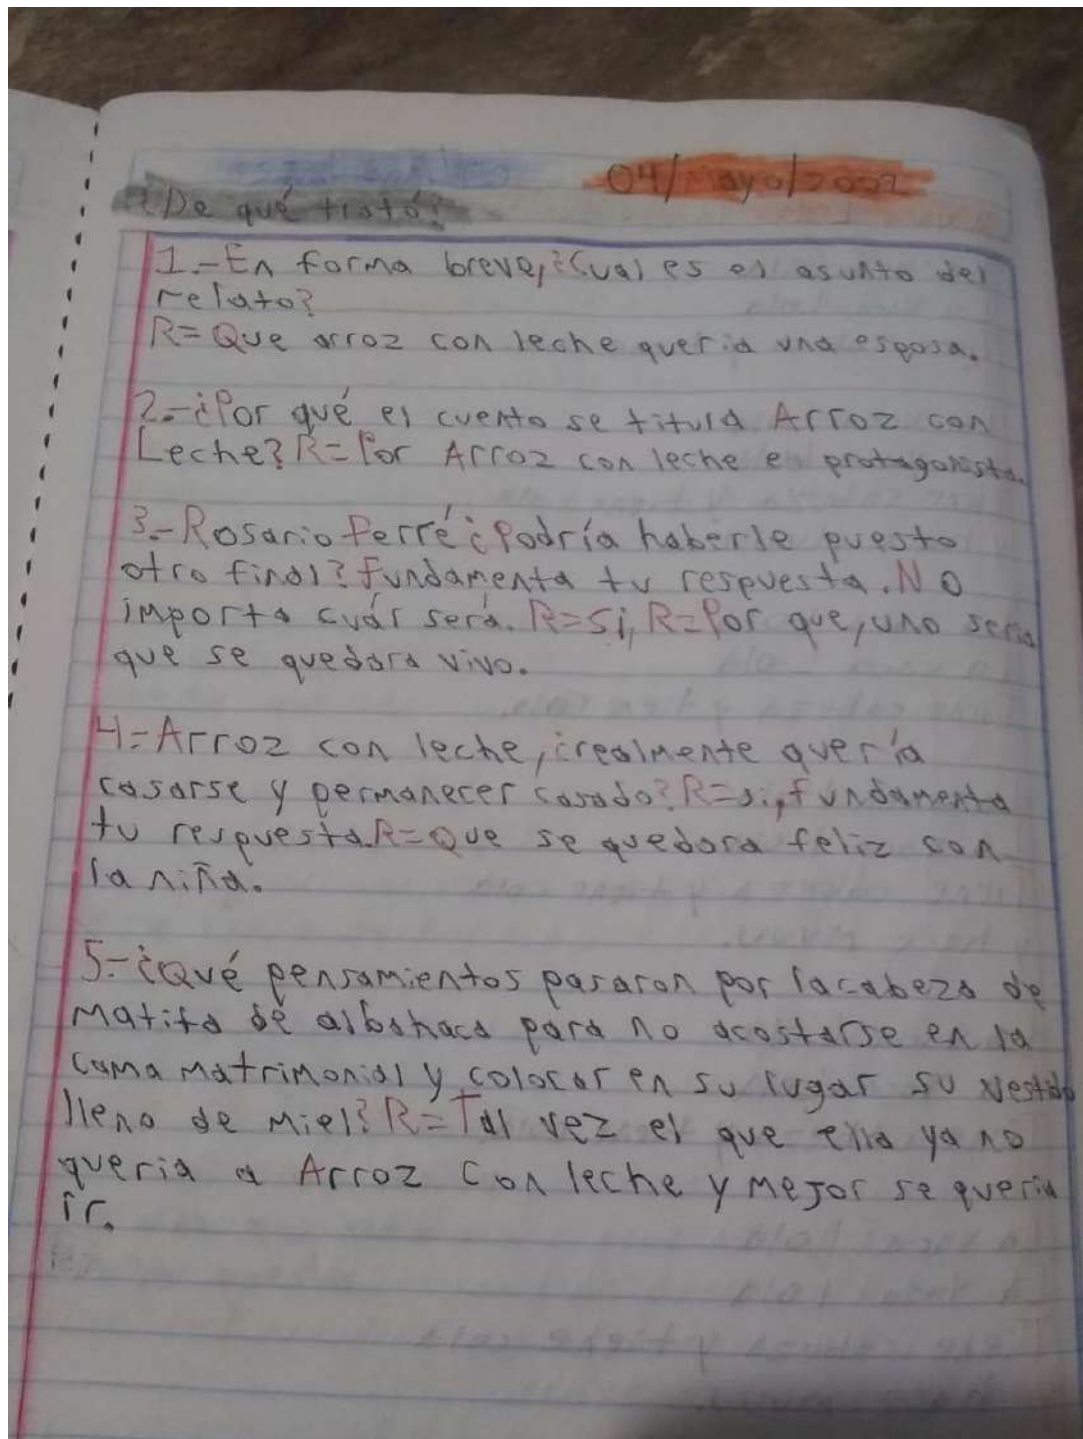 04/mayo/2022
¿De qué trató?
1.-En forma breve, ¿Cual es el asunto del
relato?
R=Que arroz con leche queria una esposa.
2.-¿Por qué el cuento se titula Arroz con
Leche? R=Por Arroz con leche e protagonista.
3.-Rosario Ferré ¿Podría haberle puesto
otro final? fundamenta tu respuesta. No
importa cuál será. R=Si, R=Por que, uno seria
que se quedara vivo.
4.-Arroz con leche, ¿realmente quería
casarse y permanecer casado? R=si, fundamenta
tu respuesta. R=Que se quedara feliz con
la niña.
5.-¿Qué pensamientos pasaron por la cabeza de
Matita de albahaca para no acostarse en la
cama matrimonial y colocar en su lugar su vestido
lleno de miel? R=Tal vez el que ella ya no
queria a Arroz con leche y mejor se queria
ir.